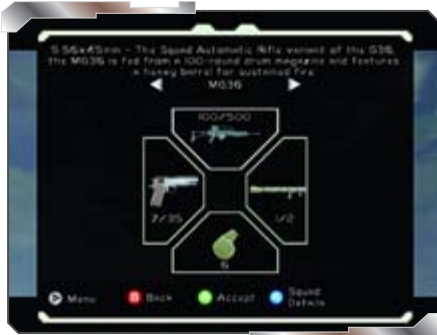 5.56x45mm - The Squad Automatic Rifle variant of the G36,
the MG36 is fed from a 100-round drum magazine and features
a heavy barrel for sustained fire
MG36
100/500
7/35
1/2
5
Menu
Back
Accept
Squad
Details